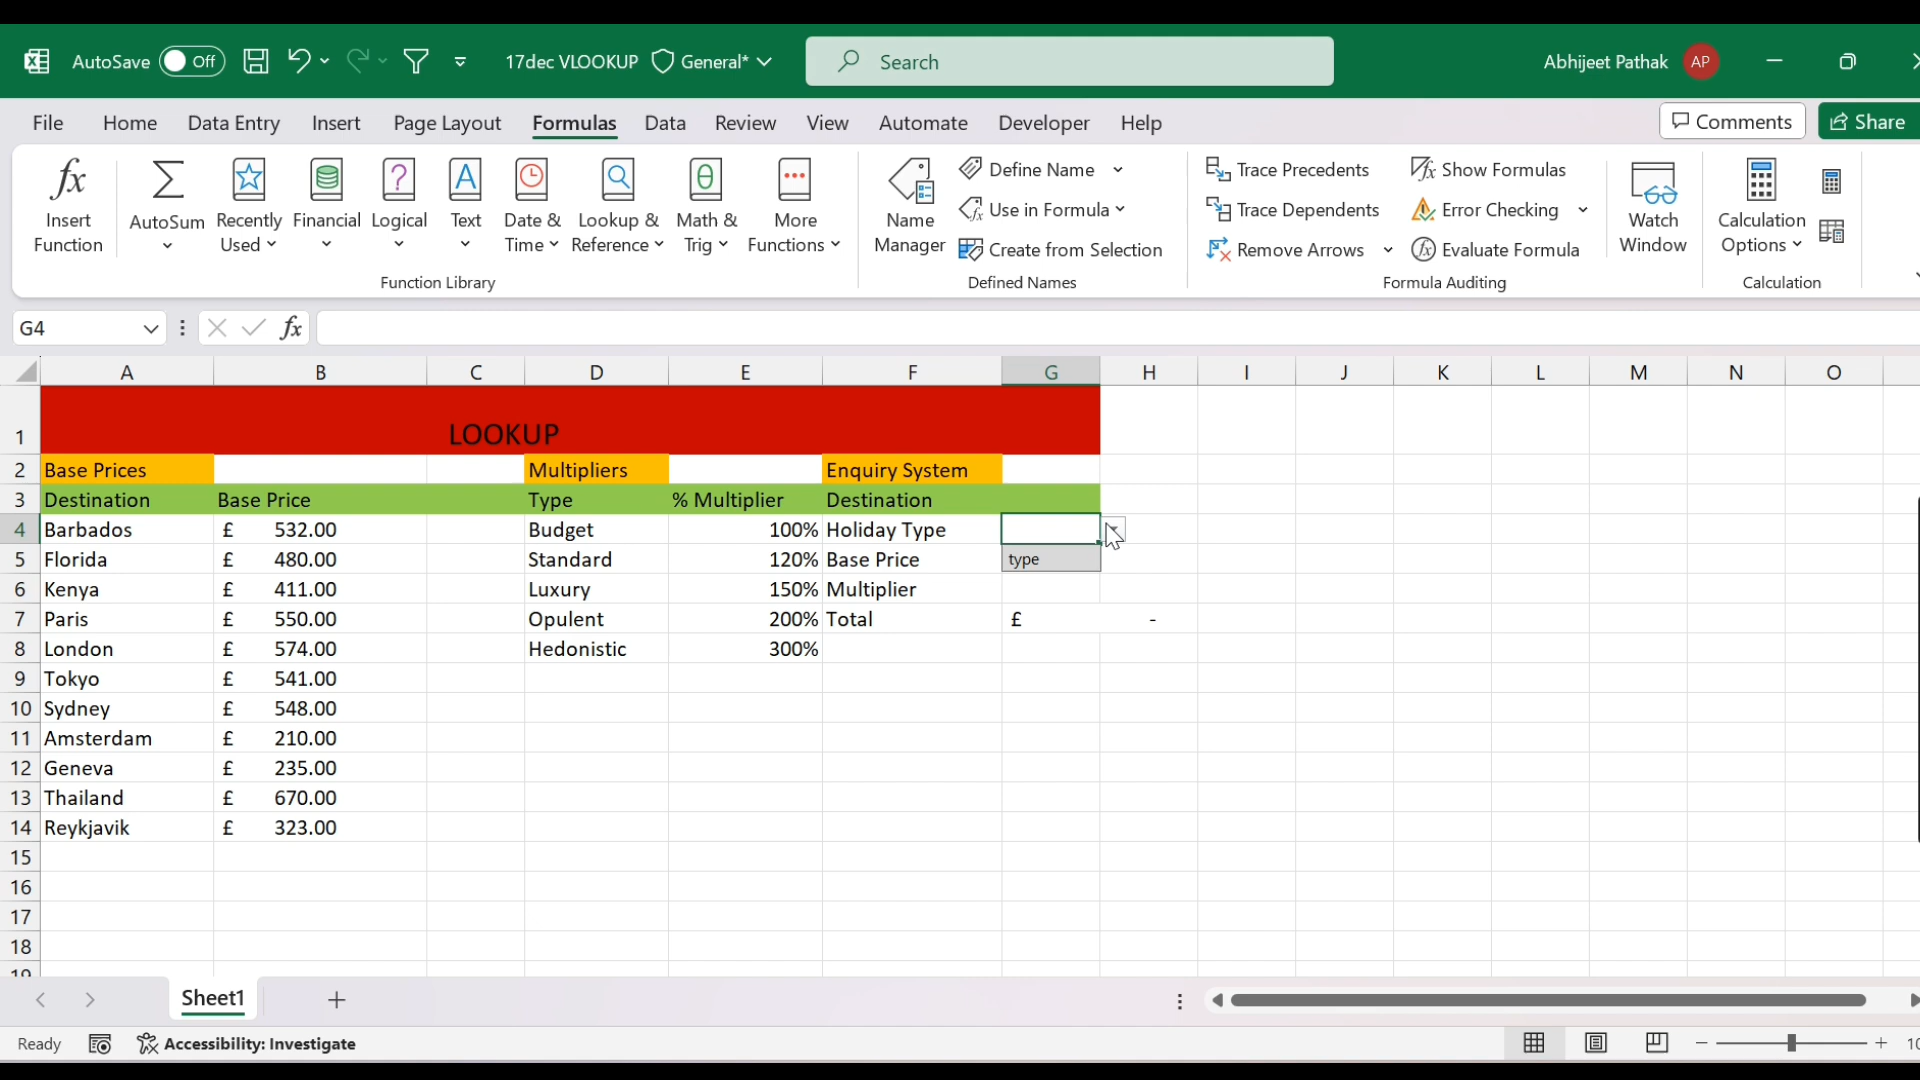 AutoSave Off 17dec VLOOKUP General* Search Abhijeet Pathak AP
File Home Data Entry Insert Page Layout Formulas Data Review View Automate Developer Help Comments Share
Insert Function AutoSum Recently Used Financial Logical Text Date & Time Lookup & Reference Math & Trig More Functions
Function Library
Name Manager Define Name Use in Formula Create from Selection
Defined Names
Trace Precedents Trace Dependents Remove Arrows Show Formulas Error Checking Evaluate Formula
Formula Auditing
Watch Window
Calculation Options
Calculation
G4 fx
A B C D E F G H I J K L M N O
1 LOOKUP
2 Base Prices Multipliers Enquiry System
3 Destination Base Price Type % Multiplier Destination
4 Barbados £ 532.00 Budget 100% Holiday Type
5 Florida £ 480.00 Standard 120% Base Price type
6 Kenya £ 411.00 Luxury 150% Multiplier
7 Paris £ 550.00 Opulent 200% Total £ -
8 London £ 574.00 Hedonistic 300%
9 Tokyo £ 541.00
10 Sydney £ 548.00
11 Amsterdam £ 210.00
12 Geneva £ 235.00
13 Thailand £ 670.00
14 Reykjavik £ 323.00
15
16
17
18
19
Sheet1
Ready Accessibility: Investigate 10